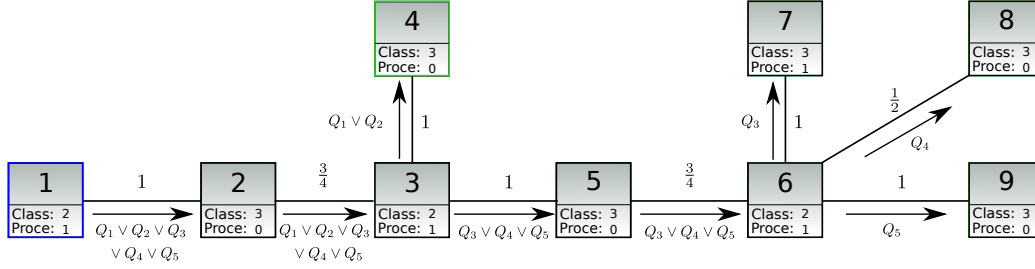 4
Class: 3
Proce: 0
7
Class: 3
Proce: 1
8
Class: 3
Proce: 0
Q₁ ∨ Q₂
1
Q₃
1
1/2
Q₄
1
Class: 2
Proce: 1
1
Q₁ ∨ Q₂ ∨ Q₃
∨ Q₄ ∨ Q₅
2
Class: 3
Proce: 0
3/4
Q₁ ∨ Q₂ ∨ Q₃
∨ Q₄ ∨ Q₅
3
Class: 2
Proce: 1
1
Q₃ ∨ Q₄ ∨ Q₅
5
Class: 3
Proce: 0
3/4
Q₃ ∨ Q₄ ∨ Q₅
6
Class: 2
Proce: 1
1
Q₅
9
Class: 3
Proce: 0